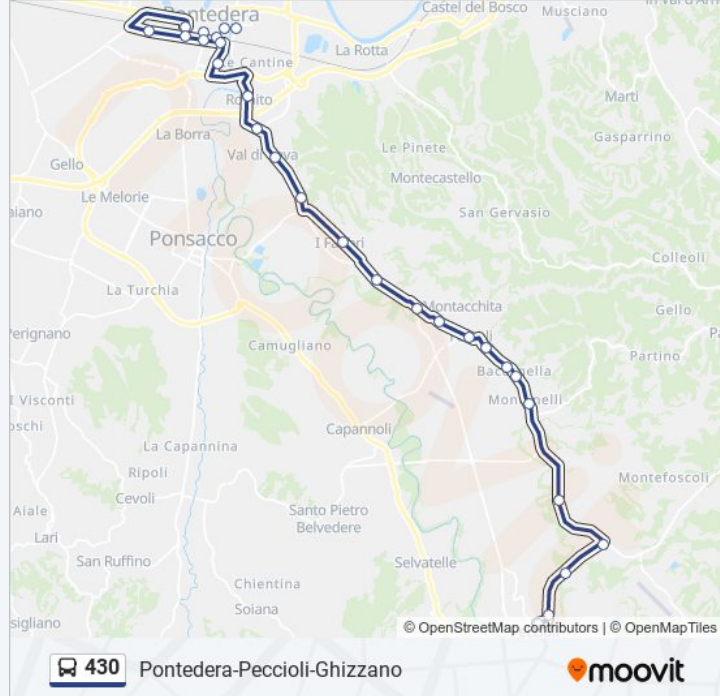 Castel del Bosco
Musciano
Pontedera
La Rotta
Le Cantine
Marti
La Borra
Gasparrino
Gello
Le Pinete
Le Melorie
Montecastello
San Gervasio
Ponsacco
Colleoli
La Turchia
Montacchita
Gello
Perignano
Camugliano
Partino
I Visconti
Capannoli
La Capannina
Ripoli
Montefoscoli
Cevoli
Aiale
Santo Pietro
Belvedere
Lari
San Ruffino
Selvatelle
Chientina
Soiana
© OpenStreetMap contributors | © OpenMapTiles
430 Pontedera-Peccioli-Ghizzano
moovit